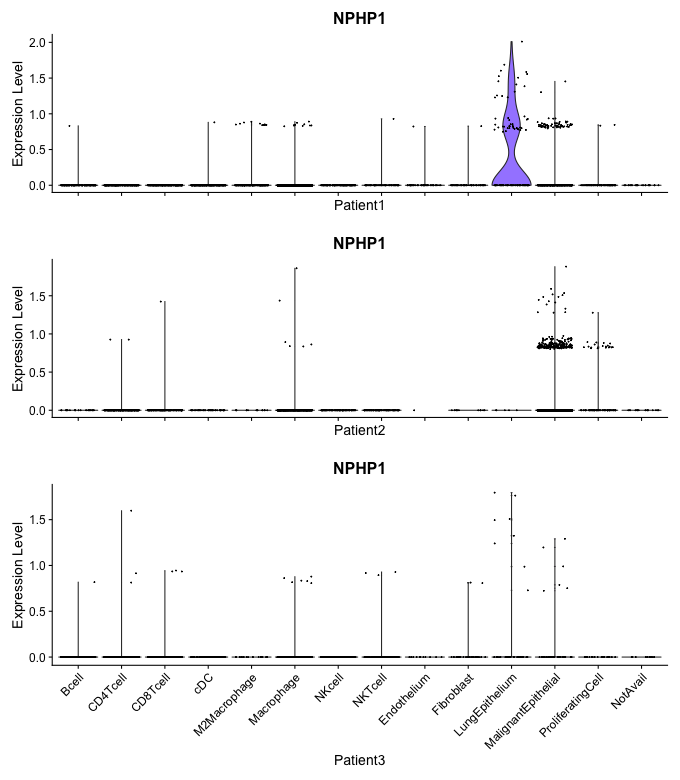 NPHP1
Expression Level
2.0
1.5
1.0
0.5
0.0
Patient1
NPHP1
Expression Level
1.5
1.0
0.5
0.0
Patient2
NPHP1
Expression Level
1.5
1.0
0.5
0.0
Bcell
CD4Tcell
CD8Tcell
cDC
M2Macrophage
Macrophage
NKcell
NKTcell
Endothelium
Fibroblast
LungEpithelium
MalignantEpithelial
ProliferatingCell
NotAvail
Patient3